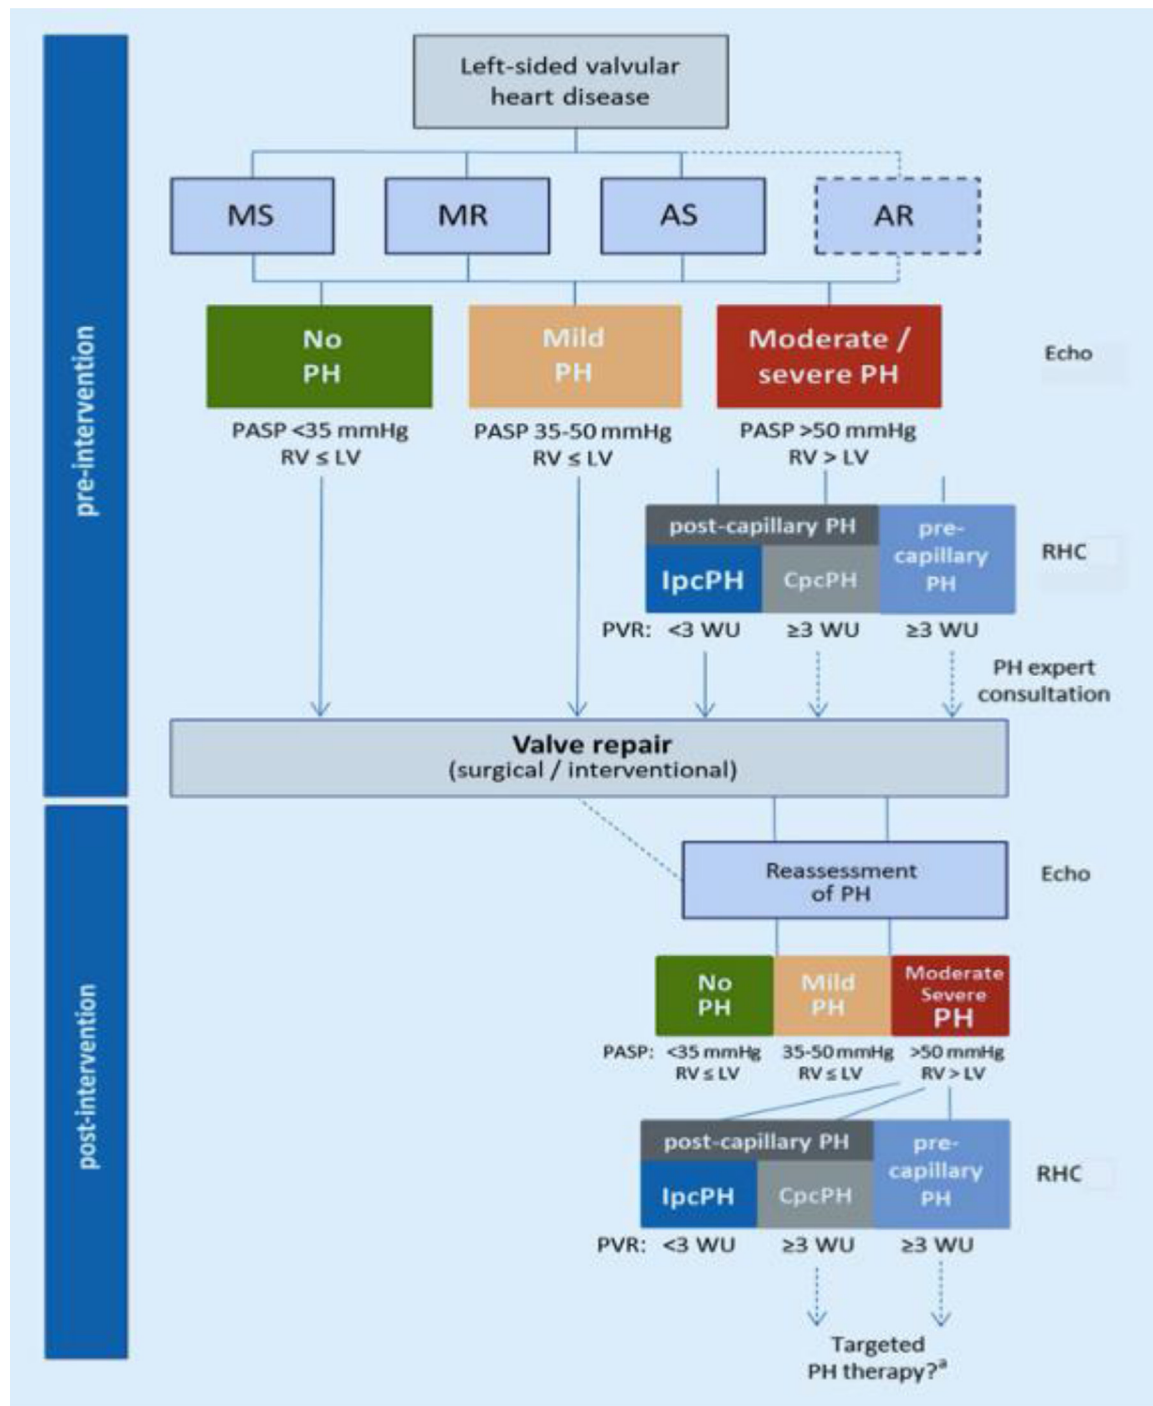 Left-sided valvular
heart disease
MS
MR
AS
AR
pre-intervention
No
PH
Mild
PH
Moderate /
severe PH
Echo
PASP <35 mmHg
RV ≤ LV
PASP 35-50 mmHg
RV ≤ LV
PASP >50 mmHg
RV > LV
post-capillary PH
IpcPH
CpcPH
pre-
capillary
PH
RHC
PVR: <3 WU
≥3 WU
≥3 WU
PH expert
consultation
Valve repair
(surgical / interventional)
post-intervention
Reassessment
of PH
Echo
No
PH
Mild
PH
Moderate
Severe
PH
PASP: <35 mmHg
RV ≤ LV
35-50 mmHg
RV ≤ LV
>50 mmHg
RV > LV
post-capillary PH
IpcPH
CpcPH
pre-
capillary
PH
RHC
PVR: <3 WU
≥3 WU
≥3 WU
Targeted
PH therapy?ª